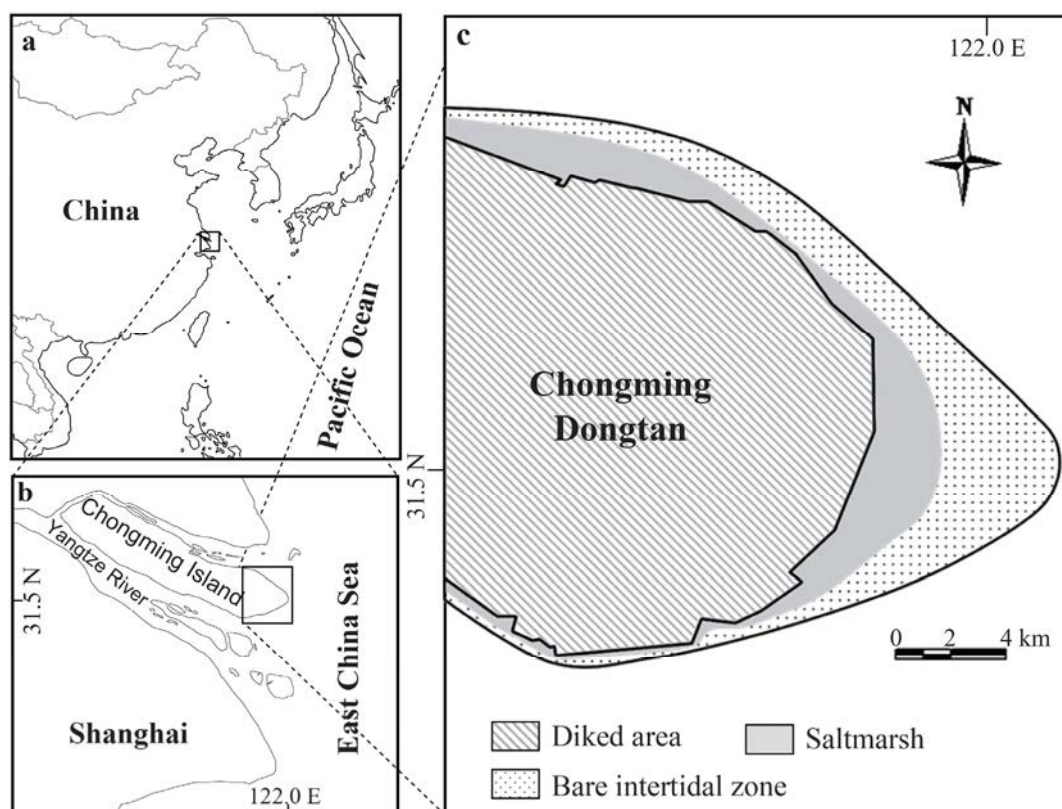 a
China
Pacific Ocean
b
Chongming Island
Yangtze River
31.5 N
East China Sea
Shanghai
122.0 E
c
122.0 E
N
31.5 N
Chongming
Dongtan
0 2 4 km
Diked area
Saltmarsh
Bare intertidal zone